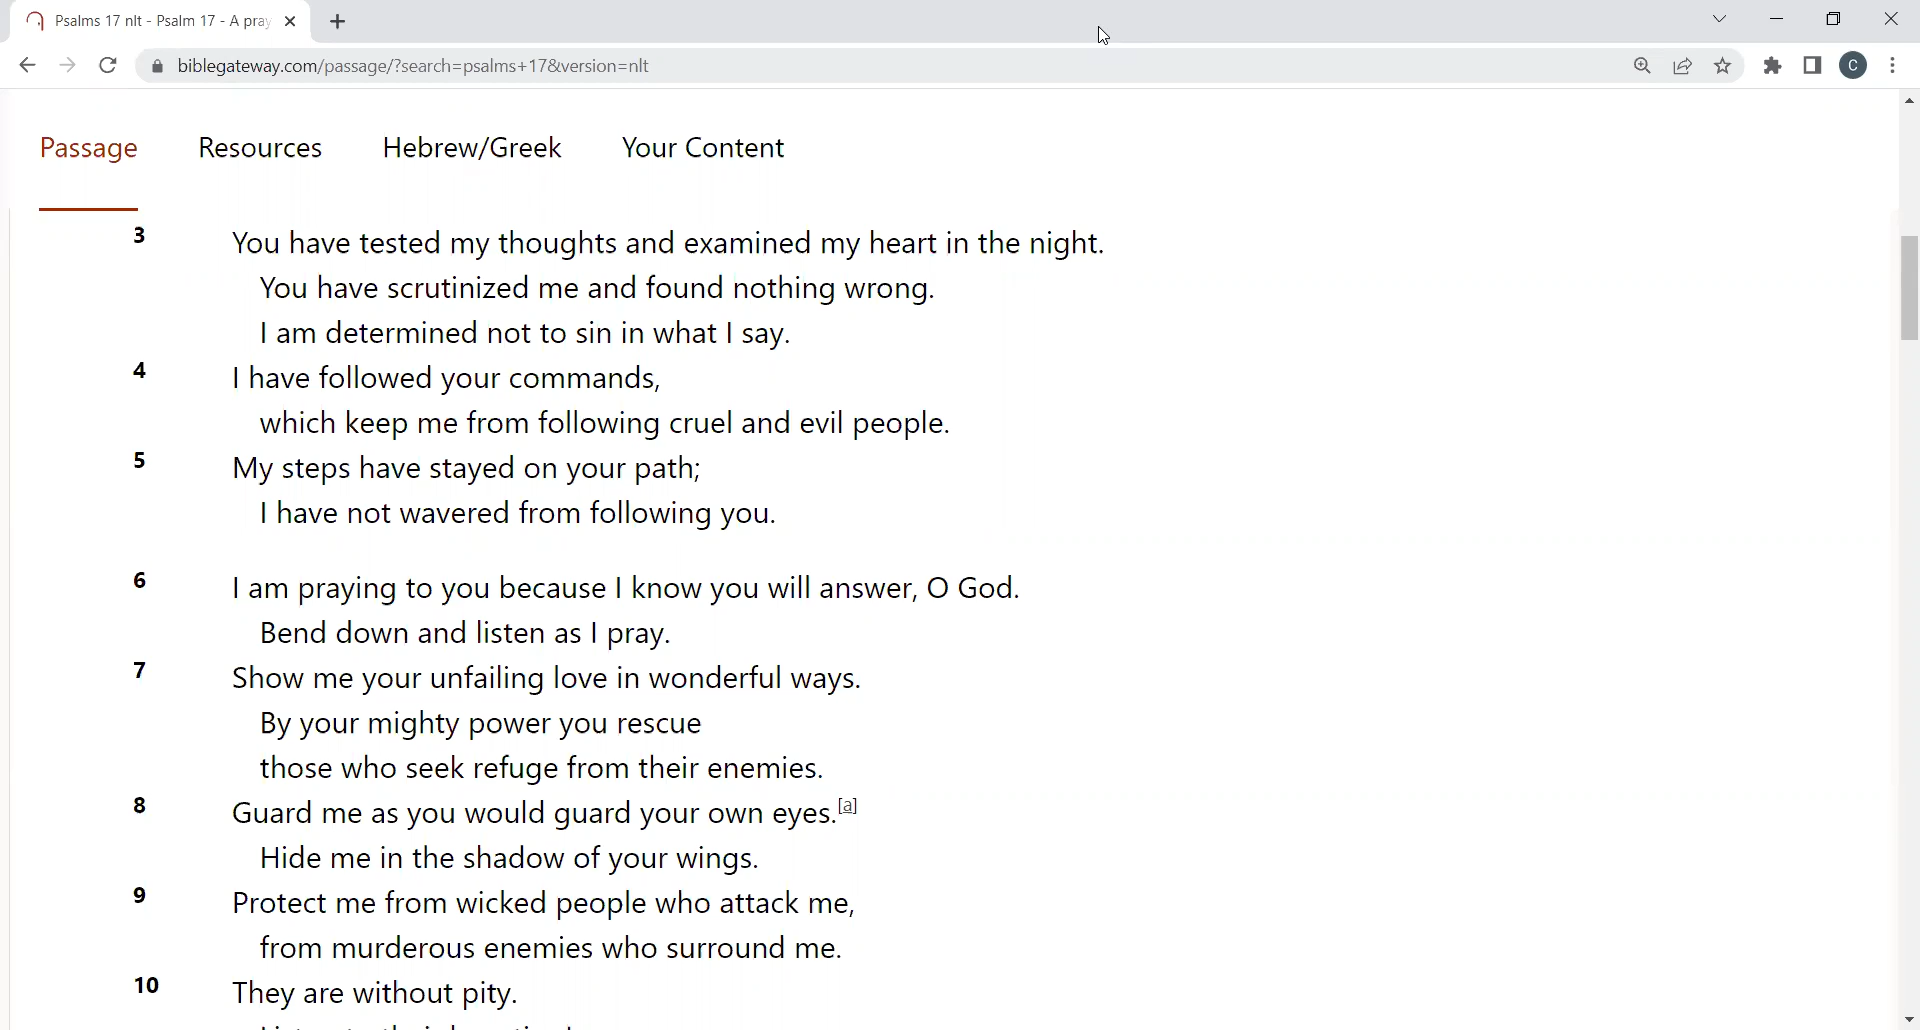 Psalms 17 nlt - Psalm 17 - A pray
biblegateway.com/passage/?search=psalms+17&version=nlt
C
Passage Resources Hebrew/Greek Your Content
3 You have tested my thoughts and examined my heart in the night.
You have scrutinized me and found nothing wrong.
I am determined not to sin in what I say.
4 I have followed your commands,
which keep me from following cruel and evil people.
5 My steps have stayed on your path;
I have not wavered from following you.
6 I am praying to you because I know you will answer, O God.
Bend down and listen as I pray.
7 Show me your unfailing love in wonderful ways.
By your mighty power you rescue
those who seek refuge from their enemies.
8 Guard me as you would guard your own eyes.[a]
Hide me in the shadow of your wings.
9 Protect me from wicked people who attack me,
from murderous enemies who surround me.
10 They are without pity.